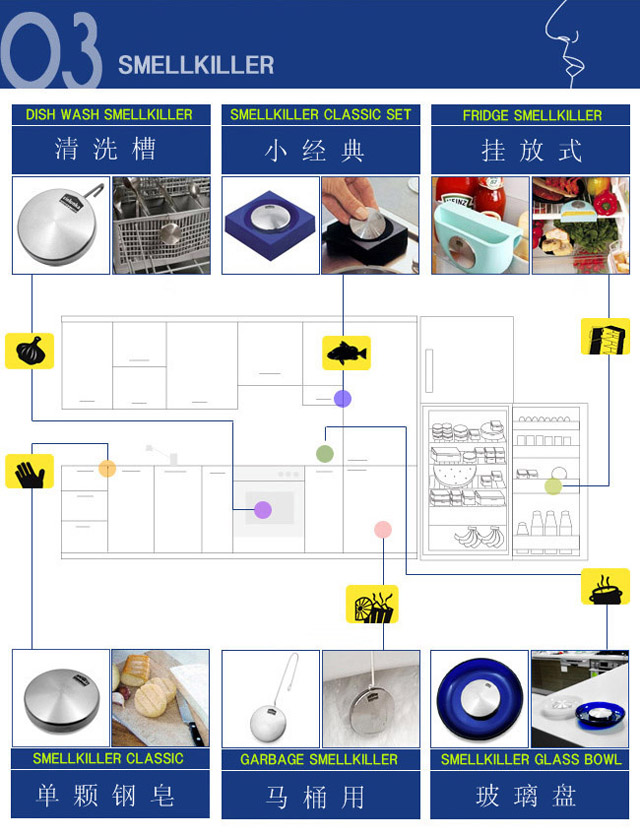 03 SMELLKILLER
DISH WASH SMELLKILLER
清洗槽
SMELLKILLER CLASSIC SET
小经典
FRIDGE SMELLKILLER
挂放式
HEINZ
SMELLKILLER CLASSIC
单颗钢皂
GARBAGE SMELLKILLER
马桶用
SMELLKILLER GLASS BOWL
玻璃盘